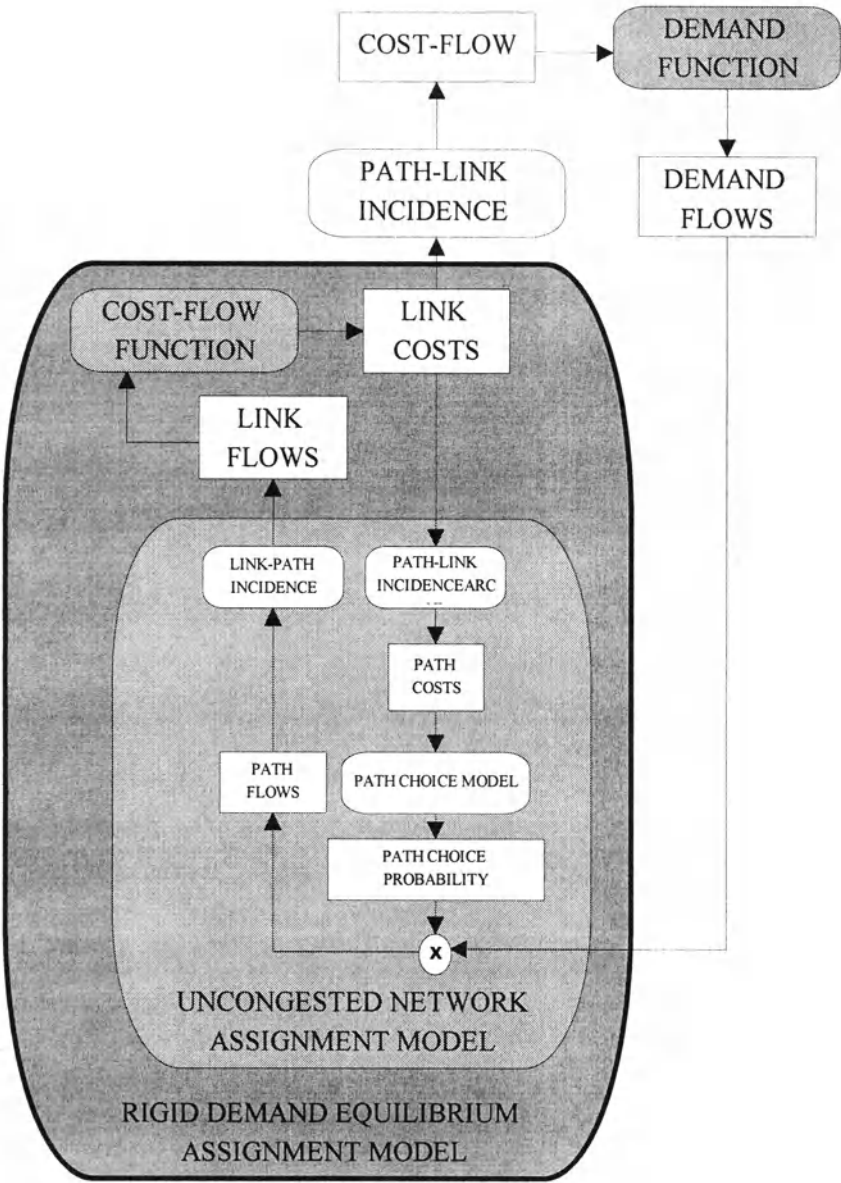 COST-FLOW
DEMAND
FUNCTION
PATH-LINK
INCIDENCE
DEMAND
FLOWS
COST-FLOW
FUNCTION
LINK
COSTS
LINK
FLOWS
LINK-PATH
INCIDENCE
PATH-LINK
INCIDENCEARC
PATH
COSTS
PATH
FLOWS
PATH CHOICE MODEL
PATH CHOICE
PROBABILITY
x
UNCONGESTED NETWORK
ASSIGNMENT MODEL
RIGID DEMAND EQUILIBRIUM
ASSIGNMENT MODEL